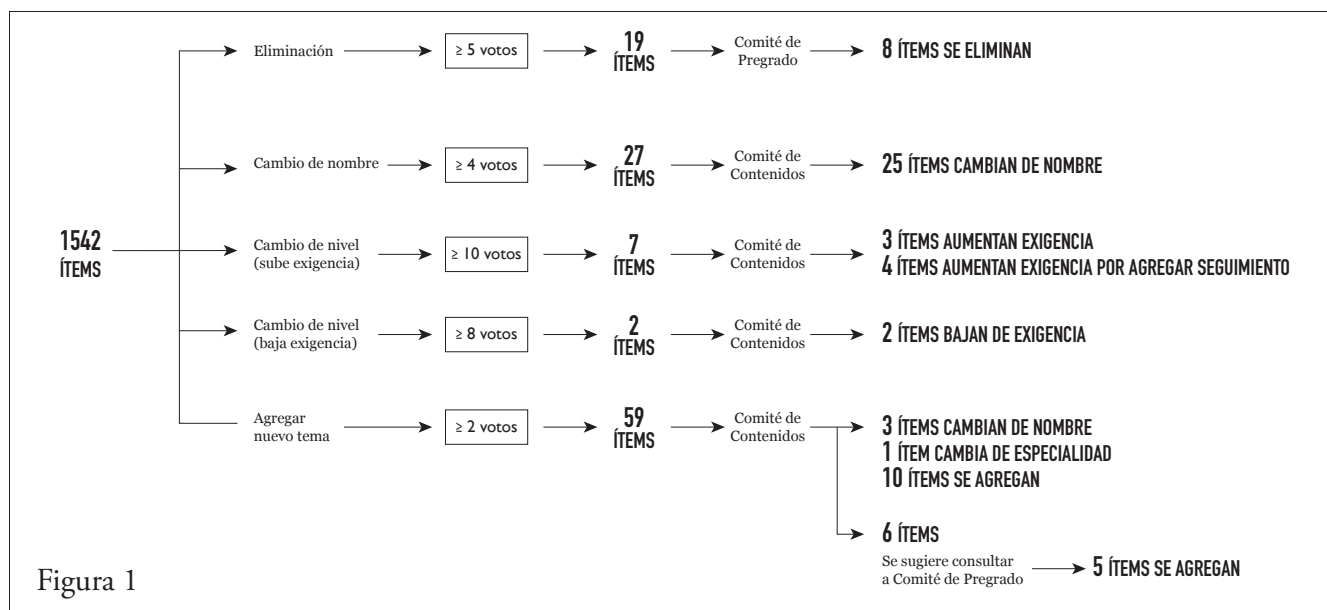 1542
ÍTEMS
Eliminación
≥ 5 votos
19
ÍTEMS
Comité de
Pregrado
8 ÍTEMS SE ELIMINAN
Cambio de nombre
≥ 4 votos
27
ÍTEMS
Comité de
Contenidos
25 ÍTEMS CAMBIAN DE NOMBRE
Cambio de nivel
(sube exigencia)
≥ 10 votos
7
ÍTEMS
Comité de
Contenidos
3 ÍTEMS AUMENTAN EXIGENCIA
4 ÍTEMS AUMENTAN EXIGENCIA POR AGREGAR SEGUIMIENTO
Cambio de nivel
(baja exigencia)
≥ 8 votos
2
ÍTEMS
Comité de
Contenidos
2 ÍTEMS BAJAN DE EXIGENCIA
Agregar
nuevo tema
≥ 2 votos
59
ÍTEMS
Comité de
Contenidos
3 ÍTEMS CAMBIAN DE NOMBRE
1 ÍTEM CAMBIA DE ESPECIALIDAD
10 ÍTEMS SE AGREGAN
6 ÍTEMS
Se sugiere consultar
a Comité de Pregrado
5 ÍTEMS SE AGREGAN
Figura 1